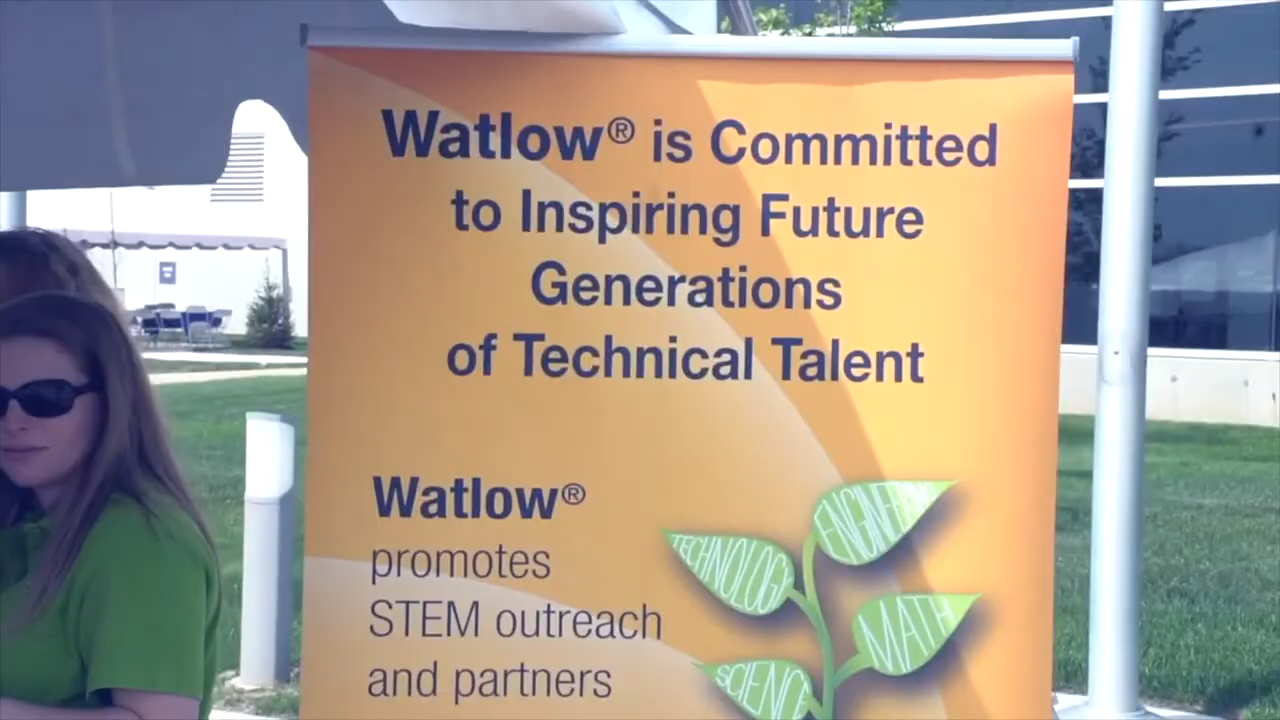 Watlow® is Committed
to Inspiring Future
Generations
of Technical Talent
Watlow®
promotes
STEM outreach
and partners
ENGINEERING
TECHNOLOGY
MATH
SCIENCE